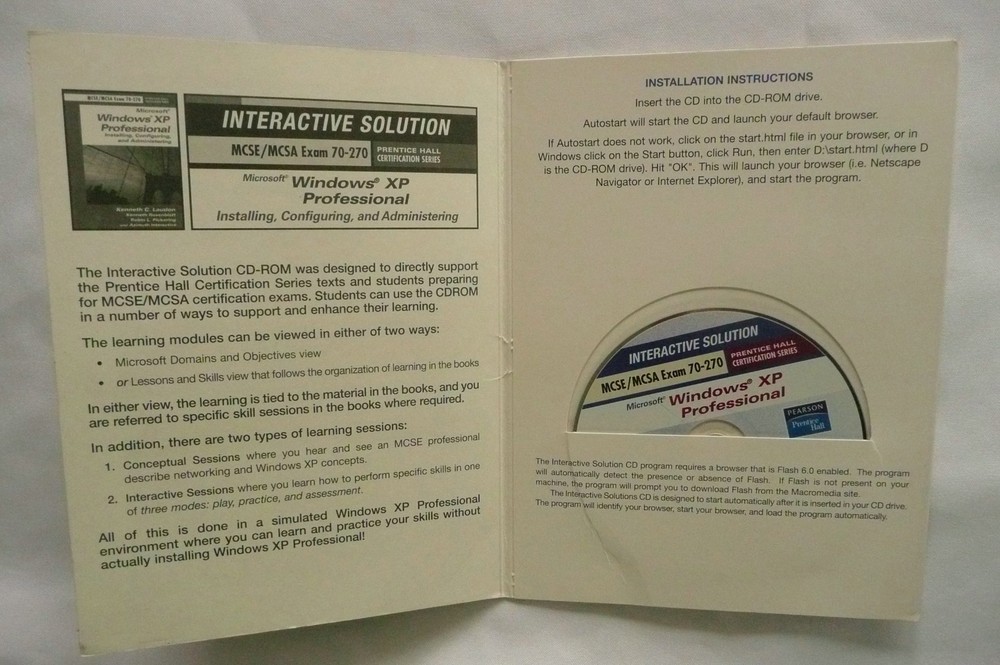 MCSE/MCSA Exam 70-270
Microsoft®
Windows® XP
Professional
Installing, Configuring,
and Administering
Kenneth C. Laudon
Kenneth Rosenblatt
Robin L. Pickering
INTERACTIVE SOLUTION
MCSE/MCSA Exam 70-270
PRENTICE HALL
CERTIFICATION SERIES
Microsoft® Windows® XP
Professional
Installing, Configuring, and Administering
The Interactive Solution CD-ROM was designed to directly support
the Prentice Hall Certification Series texts and students preparing
for MCSE/MCSA certification exams. Students can use the CDROM
in a number of ways to support and enhance their learning.
The learning modules can be viewed in either of two ways:
• Microsoft Domains and Objectives view
• or Lessons and Skills view that follows the organization of learning in the books
In either view, the learning is tied to the material in the books, and you
are referred to specific skill sessions in the books where required.
In addition, there are two types of learning sessions:
1. Conceptual Sessions where you hear and see an MCSE professional
describe networking and Windows XP concepts.
2. Interactive Sessions where you learn how to perform specific skills in one
of three modes: play, practice, and assessment.
All of this is done in a simulated Windows XP Professional
environment where you can learn and practice your skills without
actually installing Windows XP Professional!
INSTALLATION INSTRUCTIONS
Insert the CD into the CD-ROM drive.
Autostart will start the CD and launch your default browser.
If Autostart does not work, click on the start.html file in your browser, or in
Windows click on the Start button, click Run, then enter D:\start.html (where D
is the CD-ROM drive). Hit "OK". This will launch your browser (i.e. Netscape
Navigator or Internet Explorer), and start the program.
INTERACTIVE SOLUTION
MCSE/MCSA Exam 70-270
PRENTICE HALL
CERTIFICATION SERIES
Microsoft® Windows® XP
Professional
PEARSON
Prentice
Hall
The Interactive Solution CD program requires a browser that is Flash 6.0 enabled. The program
will automatically detect the presence or absence of Flash. If Flash is not present on your
machine, the program will prompt you to download Flash from the Macromedia site.
The Interactive Solutions CD is designed to start automatically after it is inserted in your CD drive.
The program will identify your browser, start your browser, and load the program automatically.